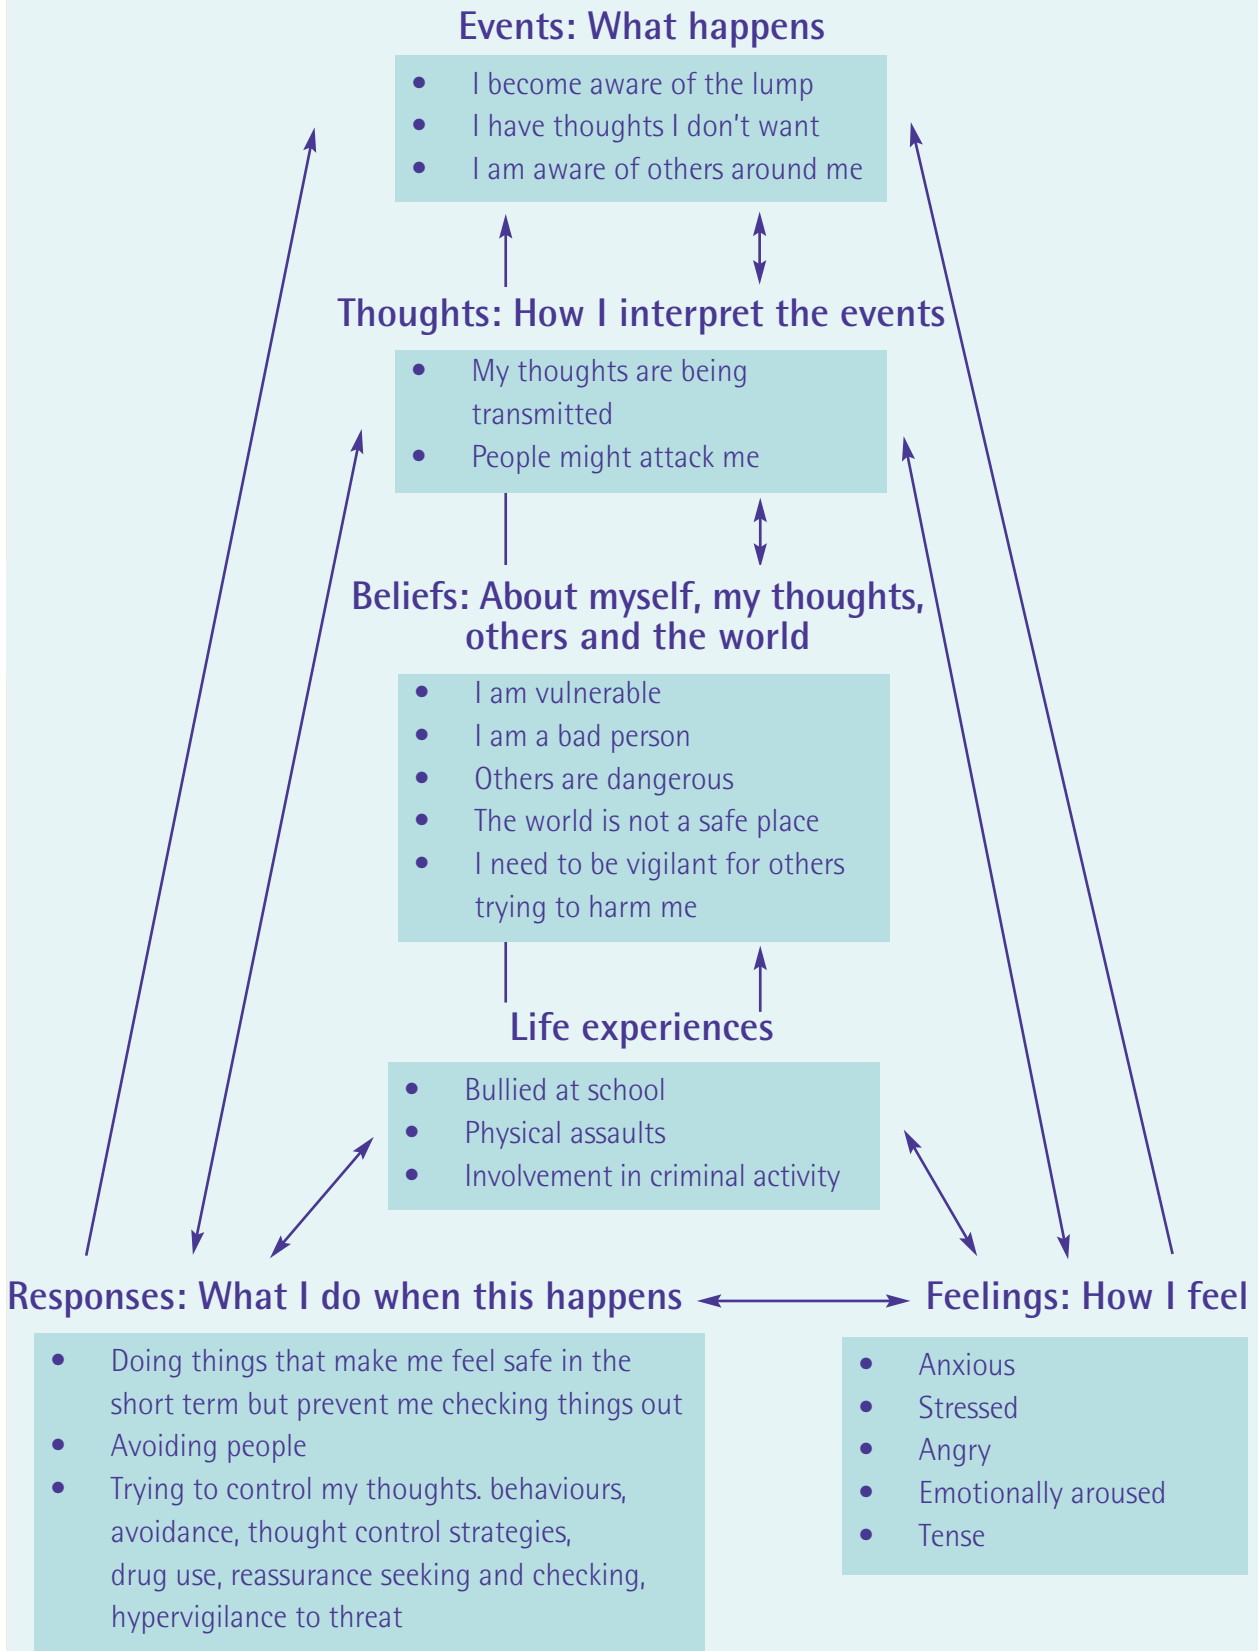 Events: What happens
• I become aware of the lump
• I have thoughts I don't want
• I am aware of others around me
Thoughts: How I interpret the events
• My thoughts are being
transmitted
• People might attack me
Beliefs: About myself, my thoughts,
others and the world
• I am vulnerable
• I am a bad person
• Others are dangerous
• The world is not a safe place
• I need to be vigilant for others
trying to harm me
Life experiences
• Bullied at school
• Physical assaults
• Involvement in criminal activity
Responses: What I do when this happens
• Doing things that make me feel safe in the
short term but prevent me checking things out
• Avoiding people
• Trying to control my thoughts. behaviours,
avoidance, thought control strategies,
drug use, reassurance seeking and checking,
hypervigilance to threat
Feelings: How I feel
• Anxious
• Stressed
• Angry
• Emotionally aroused
• Tense